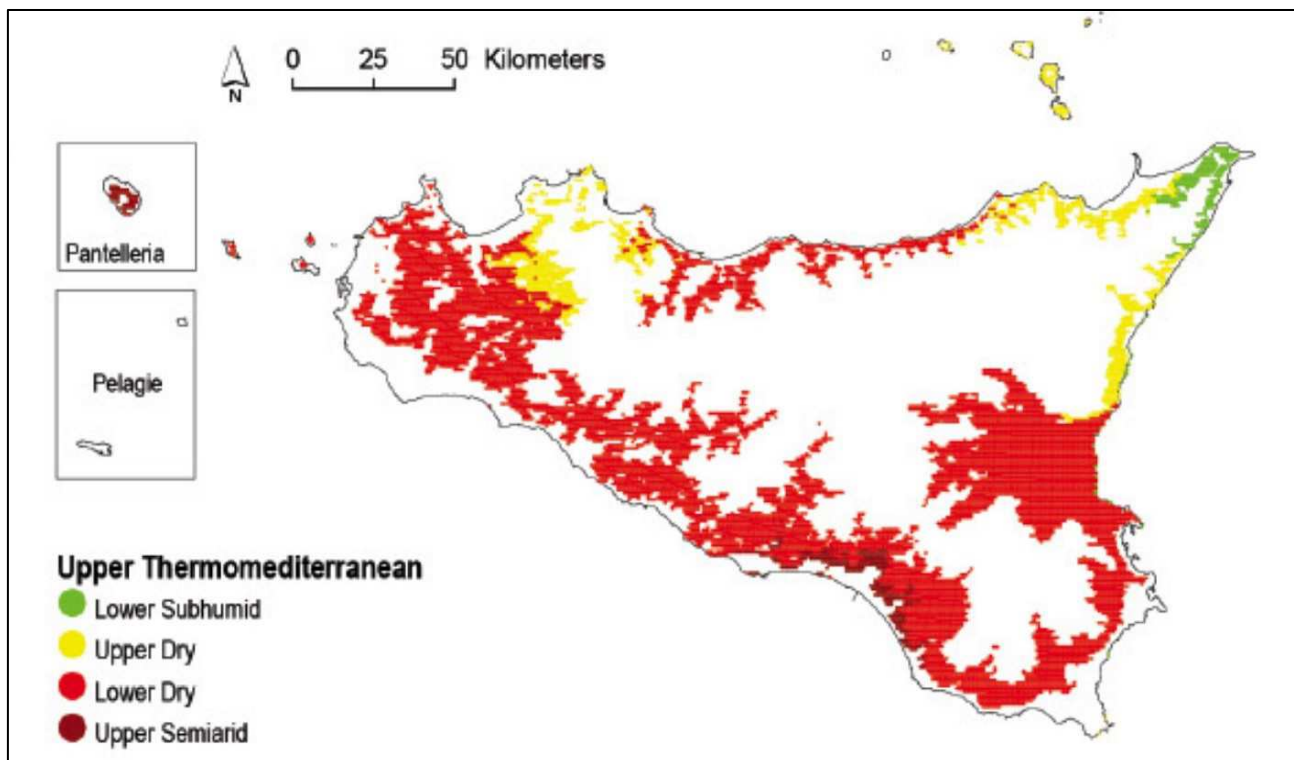 0 25 50 Kilometers
N
Pantelleria
Pelagie
Upper Thermomediterranean
Lower Subhumid
Upper Dry
Lower Dry
Upper Semiarid